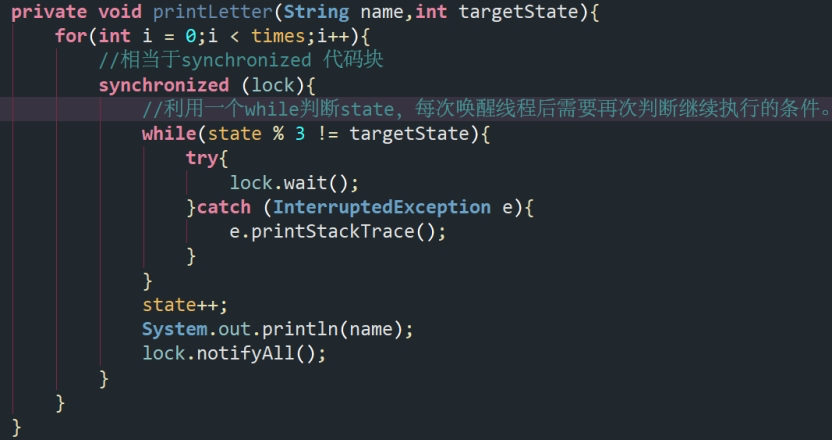 private void printLetter(String name,int targetState){
for(int i = 0;i < times;i++){
//相当于synchronized 代码块
synchronized (lock){
//利用一个while判断state, 每次唤醒线程后需要再次判断继续执行的条件。
while(state % 3 != targetState){
try{
lock.wait();
}catch (InterruptedException e){
e.printStackTrace();
}
}
state++;
System.out.println(name);
lock.notifyAll();
}
}
}